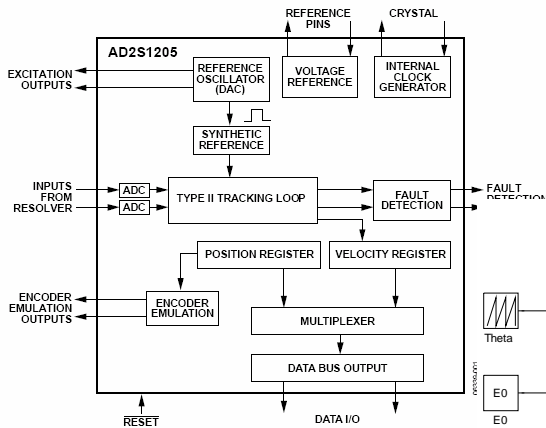 REFERENCE
PINS
CRYSTAL
AD2S1205
EXCITATION
OUTPUTS
REFERENCE
OSCILLATOR
(DAC)
VOLTAGE
REFERENCE
INTERNAL
CLOCK
GENERATOR
SYNTHETIC
REFERENCE
INPUTS
FROM
RESOLVER
ADC
ADC
TYPE II TRACKING LOOP
FAULT
DETECTION
FAULT
DETECTION
POSITION REGISTER
VELOCITY REGISTER
ENCODER
EMULATION
OUTPUTS
ENCODER
EMULATION
MULTIPLEXER
DATA BUS OUTPUT
RESET
DATA I/O
Theta
E0
E0